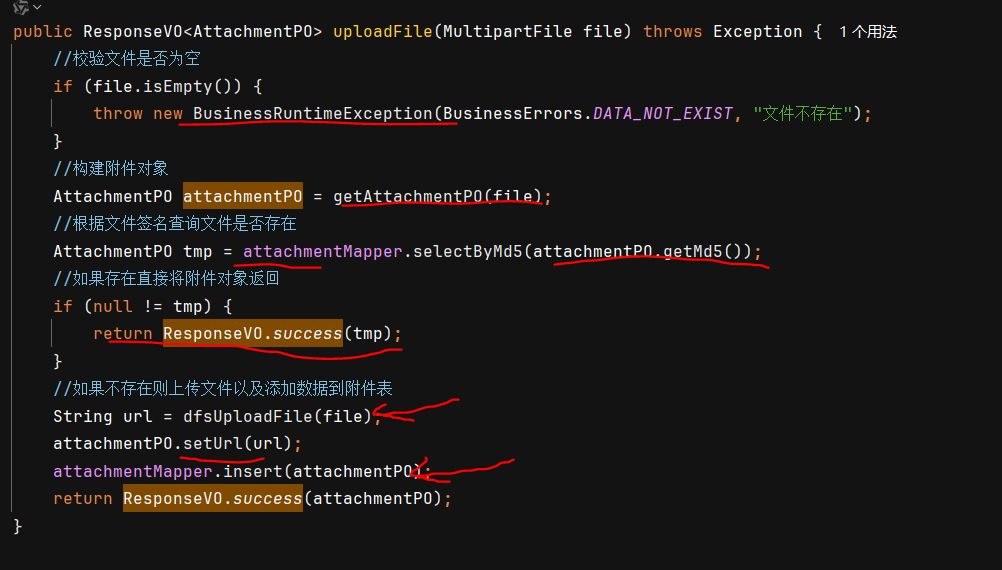 public ResponseVO<AttachmentPO> uploadFile(MultipartFile file) throws Exception { 1个用法
//校验文件是否为空
if (file.isEmpty()) {
throw new BusinessRuntimeException(BusinessErrors.DATA_NOT_EXIST, "文件不存在");
}
//构建附件对象
AttachmentPO attachmentPO = getAttachmentPO(file);
//根据文件签名查询文件是否存在
AttachmentPO tmp = attachmentMapper.selectByMd5(attachmentPO.getMd5());
//如果存在直接将附件对象返回
if (null != tmp) {
return ResponseVO.success(tmp);
}
//如果不存在则上传文件以及添加数据到附件表
String url = dfsUploadFile(file);
attachmentPO.setUrl(url);
attachmentMapper.insert(attachmentPO);
return ResponseVO.success(attachmentPO);
}